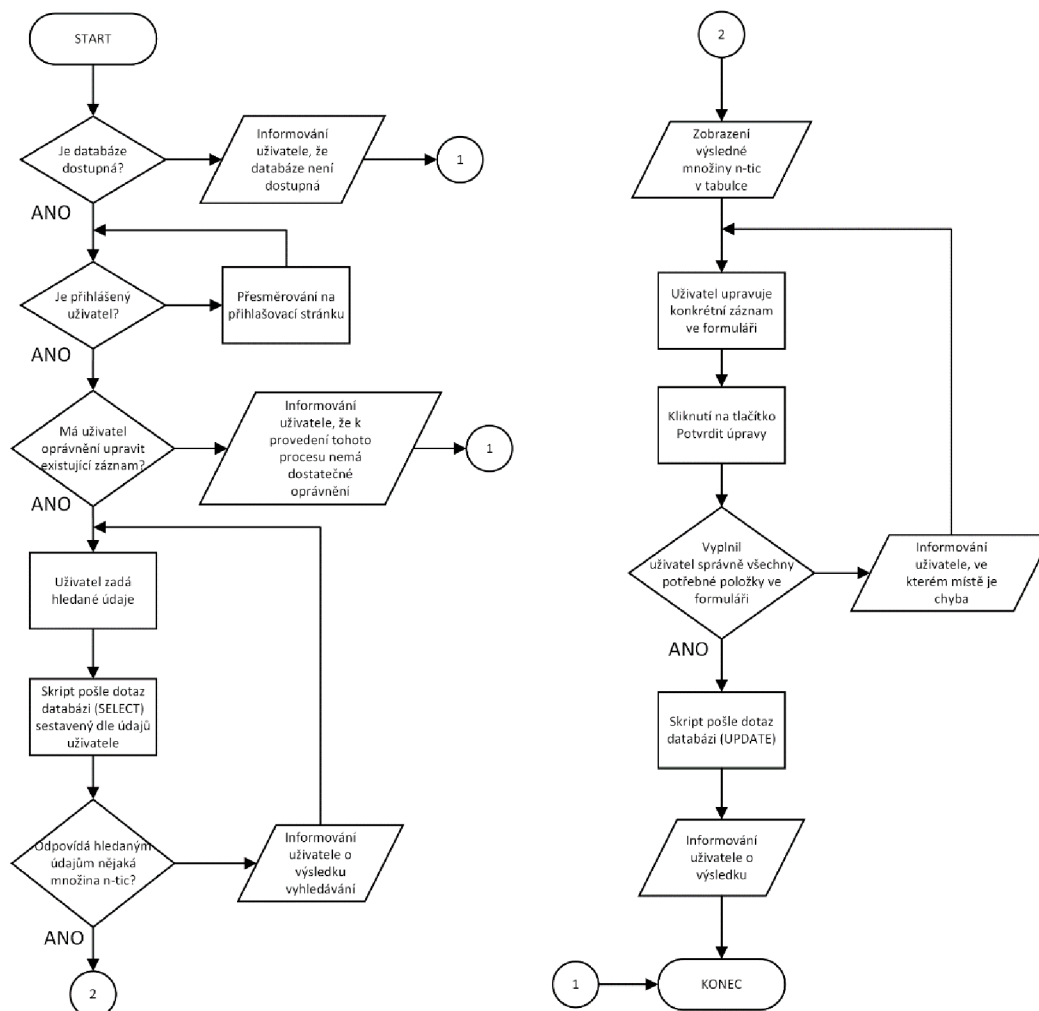 START
Je databáze
dostupná?
Informování
uživatele, že
databáze není
dostupná
1
ANO
Je přihlášený
uživatel?
Přesměrování na
přihlašovací stránku
ANO
Má uživatel
oprávnění upravit
existující záznam?
Informování
uživatele, že k
provedení tohoto
procesu nemá
dostatečné
oprávnění
1
ANO
Uživatel zadá
hledané údaje
Skript pošle dotaz
databázi (SELECT)
sestavený dle údajů
uživatele
Odpovídá hledaným
údajům nějaká
množina n-tic?
Informování
uživatele o
výsledku
vyhledávání
ANO
2
2
Zobrazení
výsledné
množiny n-tic
v tabulce
Uživatel upravuje
konkrétní záznam
ve formuláři
Kliknutí na tlačítko
Potvrdit úpravy
Vyplnil
uživatel správně všechny
potřebné položky ve
formuláři
Informování
uživatele, ve
kterém místě je
chyba
ANO
Skript pošle dotaz
databázi (UPDATE)
Informování
uživatele o
výsledku
1
KONEC